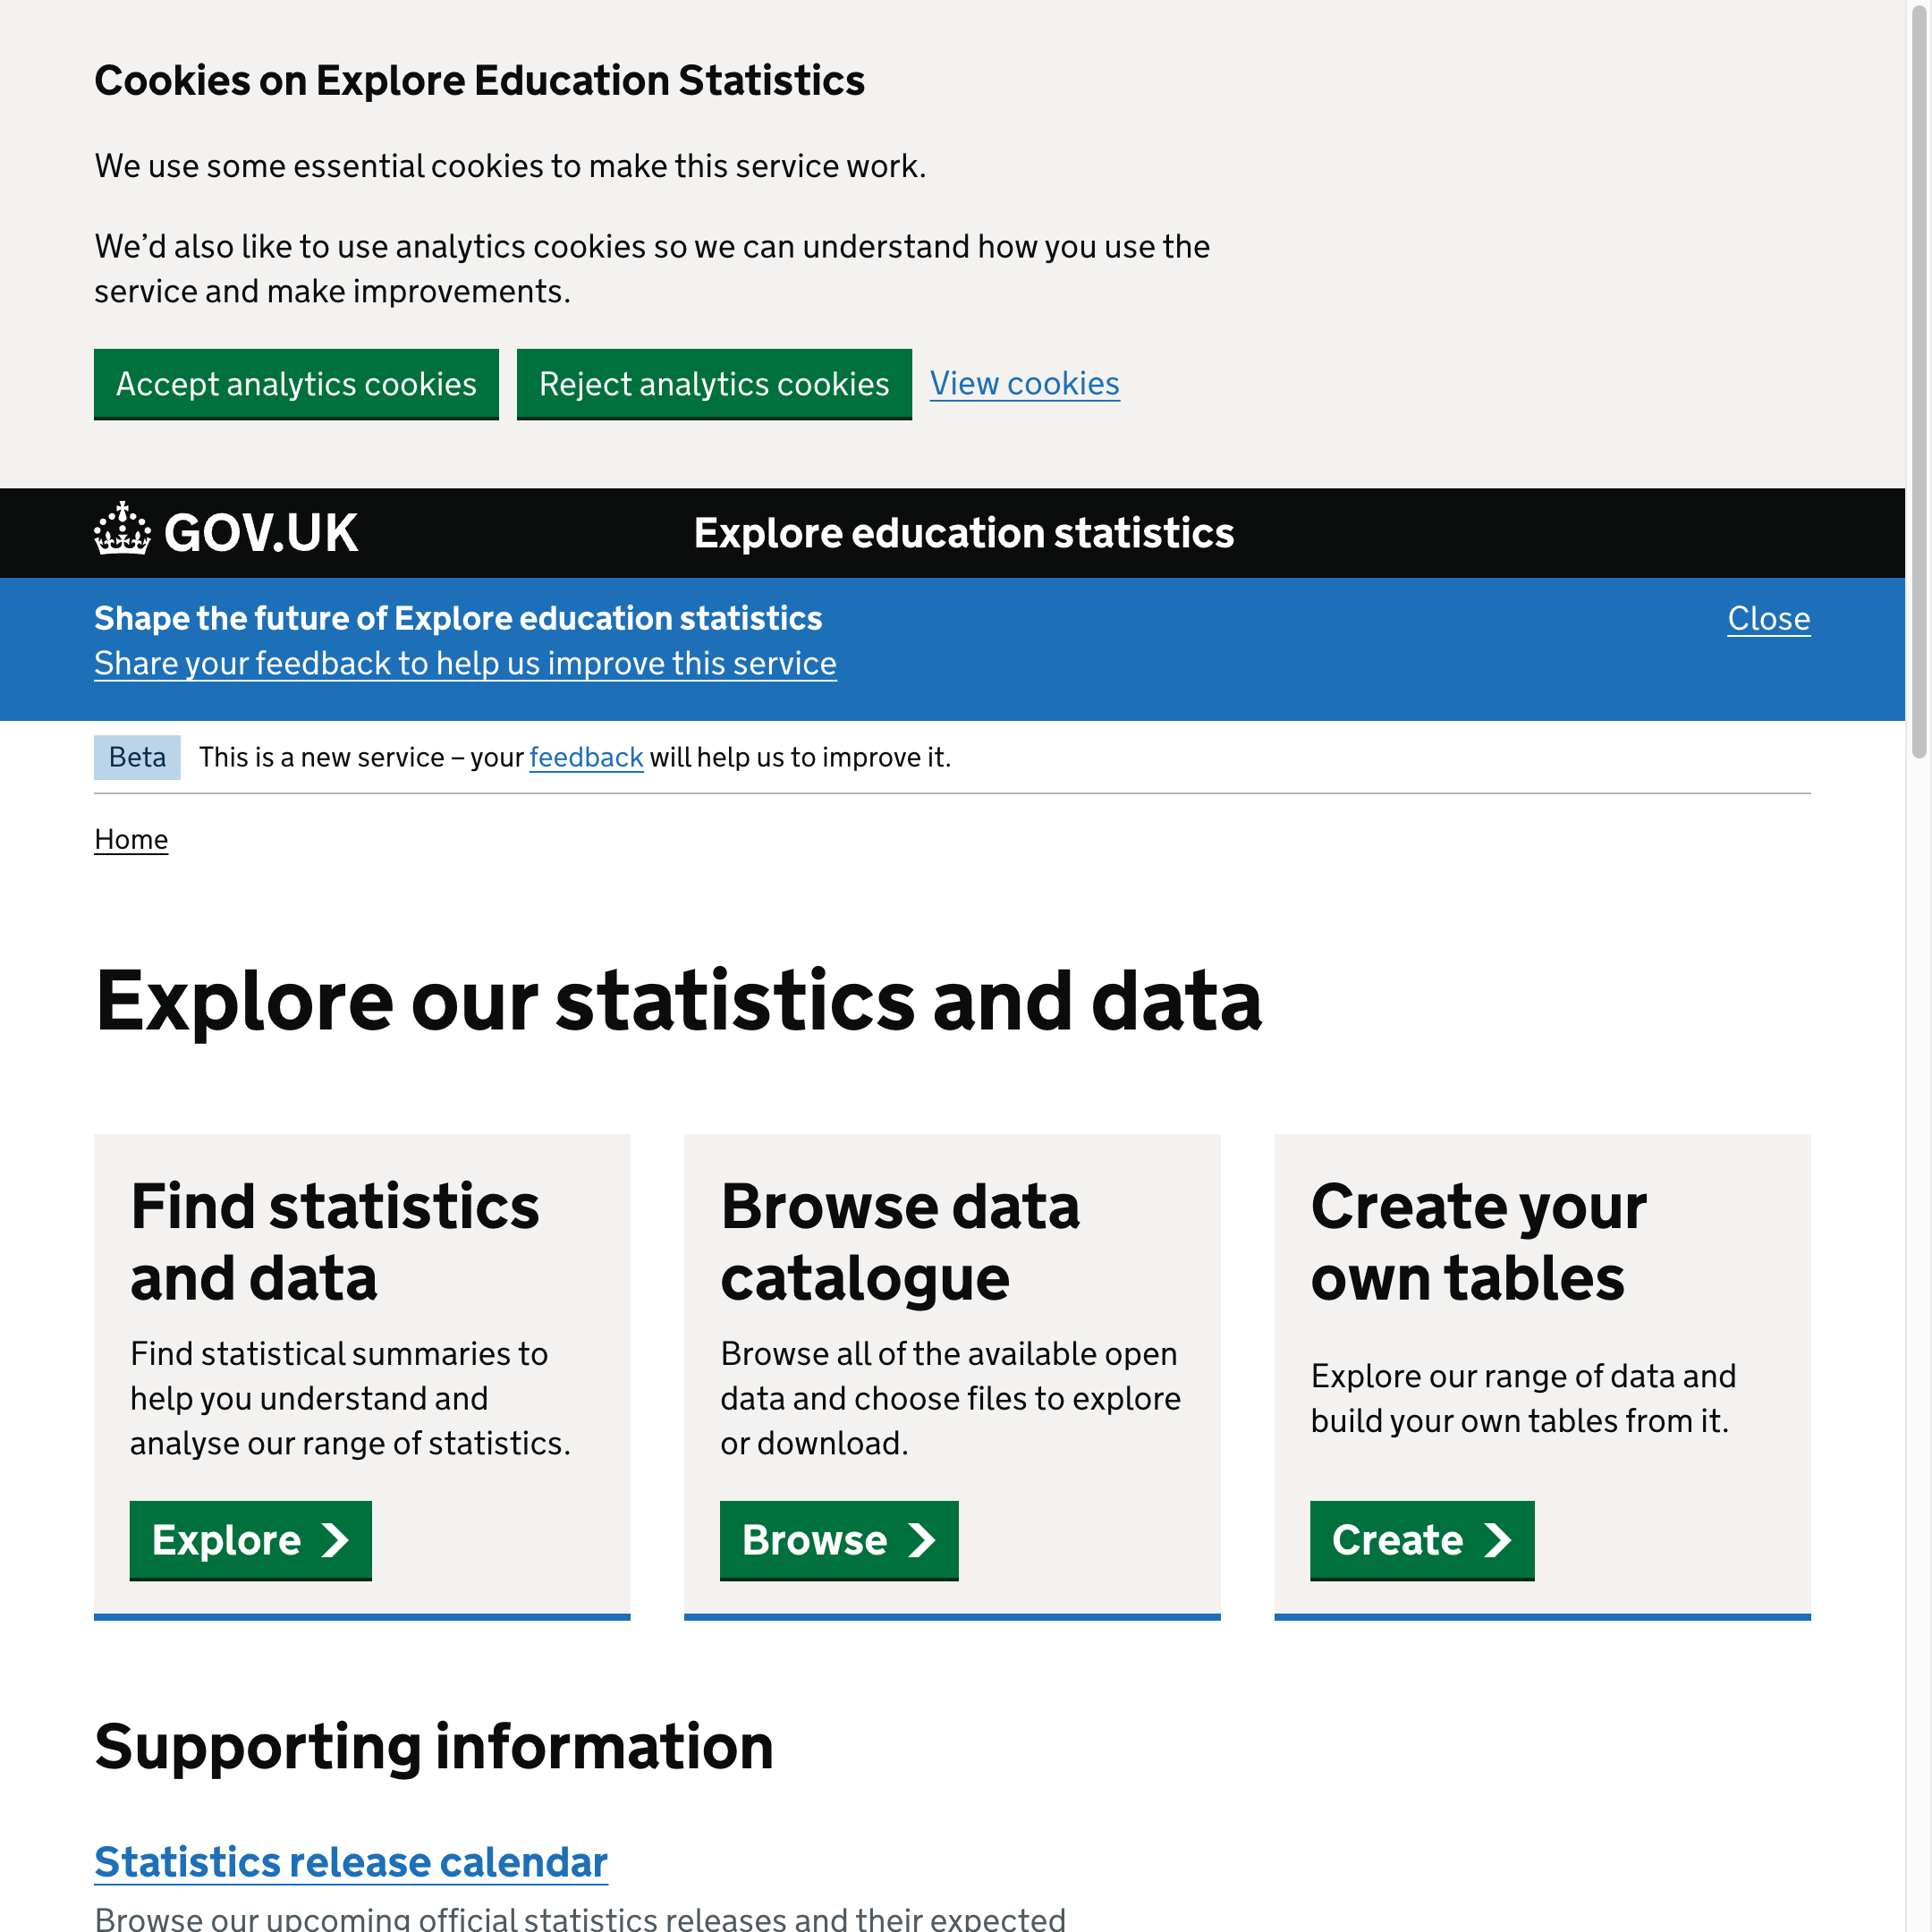 Cookies on Explore Education Statistics
We use some essential cookies to make this service work.
We’d also like to use analytics cookies so we can understand how you use the
service and make improvements.
Accept analytics cookies
Reject analytics cookies
View cookies
GOV.UK
Explore education statistics
Shape the future of Explore education statistics
Close
Share your feedback to help us improve this service
Beta
This is a new service – your feedback will help us to improve it.
Home
Explore our statistics and data
Find statistics
and data
Find statistical summaries to
help you understand and
analyse our range of statistics.
Explore
Browse data
catalogue
Browse all of the available open
data and choose files to explore
or download.
Browse
Create your
own tables
Explore our range of data and
build your own tables from it.
Create
Supporting information
Statistics release calendar
Browse our upcoming official statistics releases and their expected